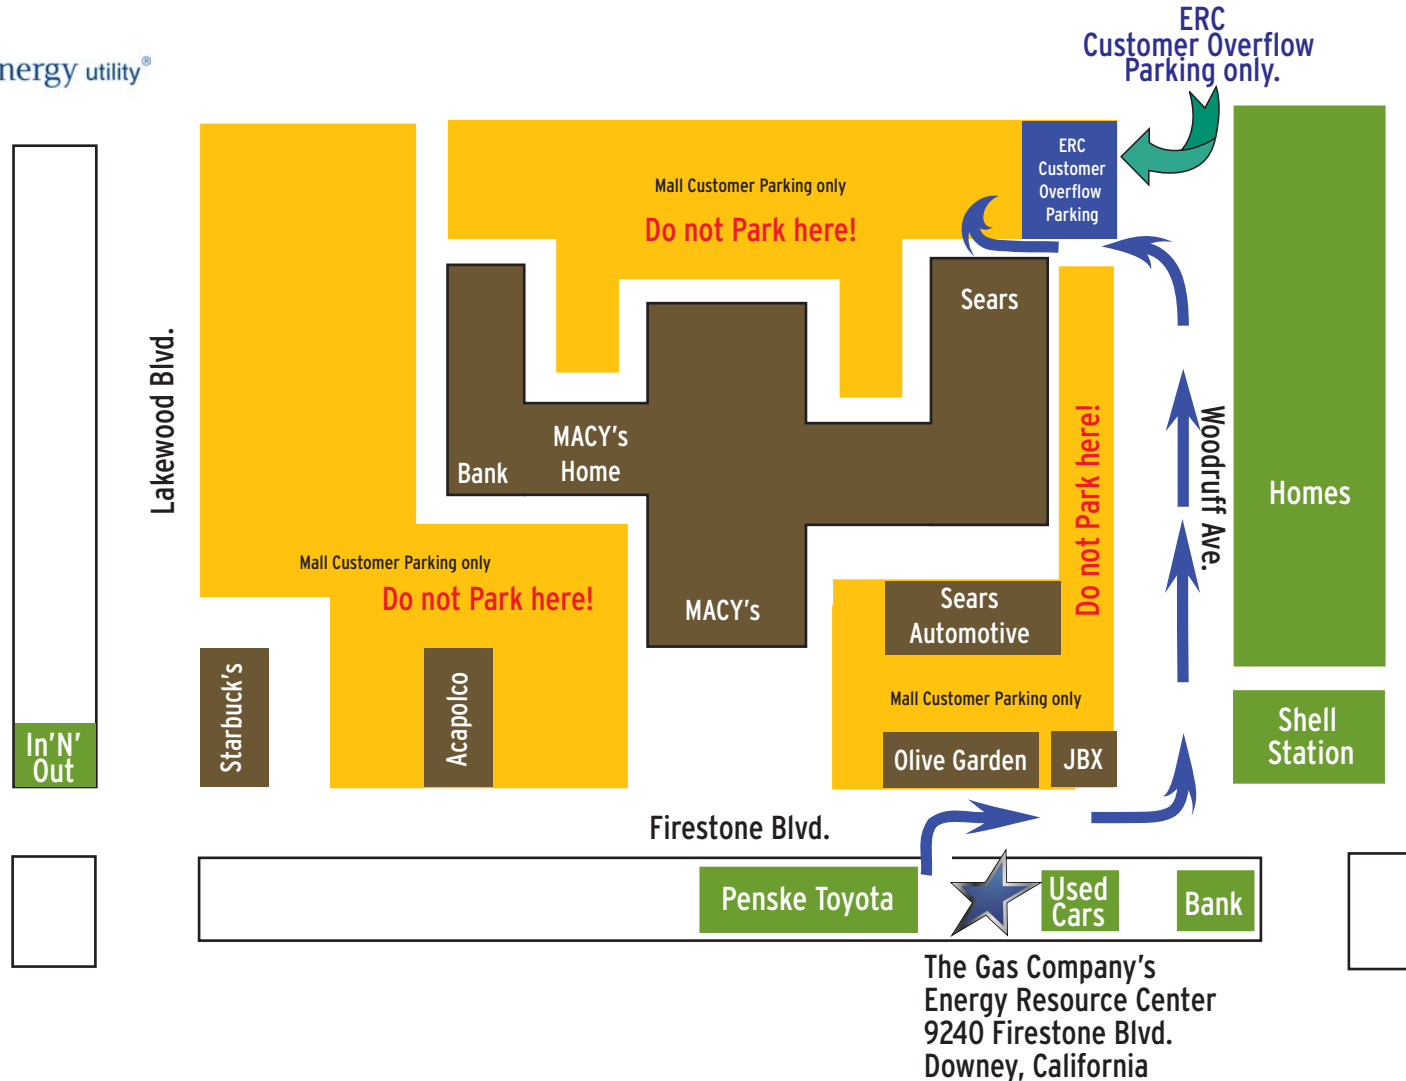 ERC
Customer Overflow
Parking only.
nergy utility®
ERC
Customer
Overflow
Parking
Mall Customer Parking only
Do not Park here!
Sears
Lakewood Blvd.
MACY's
Home
Bank
Do not Park here!
Woodruff Ave.
Homes
Mall Customer Parking only
Do not Park here!
MACY's
Sears
Automotive
Starbuck's
Acapolco
Mall Customer Parking only
In'N'
Out
Olive Garden
JBX
Shell
Station
Firestone Blvd.
Penske Toyota
Used
Cars
Bank
The Gas Company's
Energy Resource Center
9240 Firestone Blvd.
Downey, California